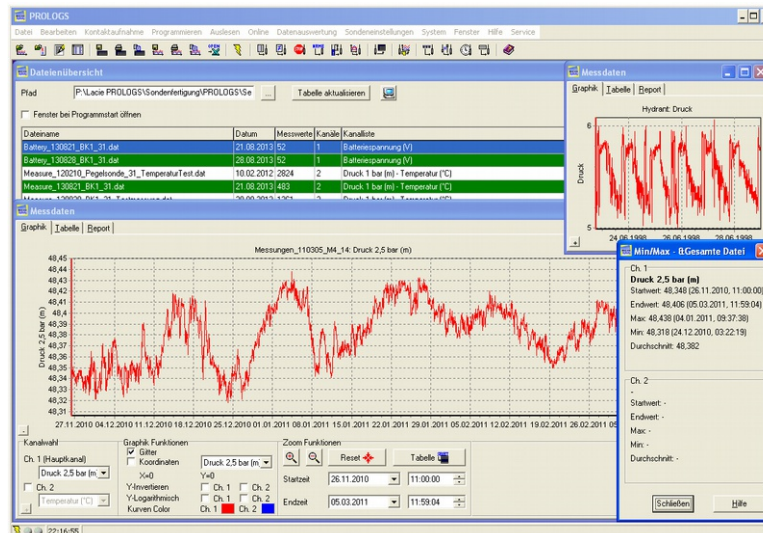 PROLOGS
Datei Bearbeiten Kontaktaufnahme Programmieren Auslesen Online Datenauswertung Sondeneinstellungen System Fenster Hilfe Service
Dateienübersicht
Pfad P:\Lacie PROLOGS\Sondenfertigung\PROLOGS\Se ... Tabelle aktualisieren
Fenster bei Programmstart öffnen
Dateiname Datum Messwerte Kanäle Kanalliste
Battery_130821_BK1_31.dat 21.08.2013 52 1 Batteriespannung (V)
Battery_130828_BK1_31.dat 28.08.2013 52 1 Batteriespannung (V)
Measure_120210_Pegelsonde_31_TemperaturTest.dat 10.02.2012 2824 2 Druck 1 bar (m) - Temperatur (°C)
Measure_130821_BK1_31.dat 21.08.2013 483 2 Druck 1 bar (m) - Temperatur (°C)
Messdaten
Graphik Tabelle Report
Hydrant: Druck
6
Druck
5
24.06.1998 26.06.1998 28.06.1998
+
Messdaten
Graphik Tabelle Report
Messungen_110305_M4_14: Druck 2,5 bar (m)
Druck 2,5 bar (m)
48,45
48,44
48,43
48,42
48,41
48,40
48,39
48,38
48,37
48,36
48,35
48,34
48,33
48,32
48,31
27.11.2010 04.12.2010 11.12.2010 18.12.2010 25.12.2010 01.01.2011 08.01.2011 15.01.2011 22.01.2011 29.01.2011 05.02.2011 12.02.2011 19.02.2011 26.02.2011
-
Kanalwahl
Ch. 1 (Hauptkanal)
Druck 2,5 bar (m)
Ch. 2
Temperatur (°C)
Graphik Funktionen
Gitter
Koordinaten Druck 2,5 bar (m)
X=0 Y=0
Y-Invertieren Ch. 1 Ch. 2
Y-Logarithmisch Ch. 1 Ch. 2
Kurven Color Ch. 1 Ch. 2
Zoom Funktionen
Reset Tabelle
Startzeit 26.11.2010 11:00:00
Endzeit 05.03.2011 11:59:04
Min/Max - &Gesamte Datei
Ch. 1
Druck 2,5 bar (m)
Startwert: 48,348 (26.11.2010, 11:00:00)
Endwert: 48,406 (05.03.2011, 11:59:04)
Max: 48,438 (04.01.2011, 09:37:38)
Min: 48,318 (24.12.2010, 03:22:19)
Durchschnitt: 48,382
Ch. 2
-
Startwert: -
Endwert: -
Max: -
Min: -
Durchschnitt: -
Schließen Hilfe
22:16:55